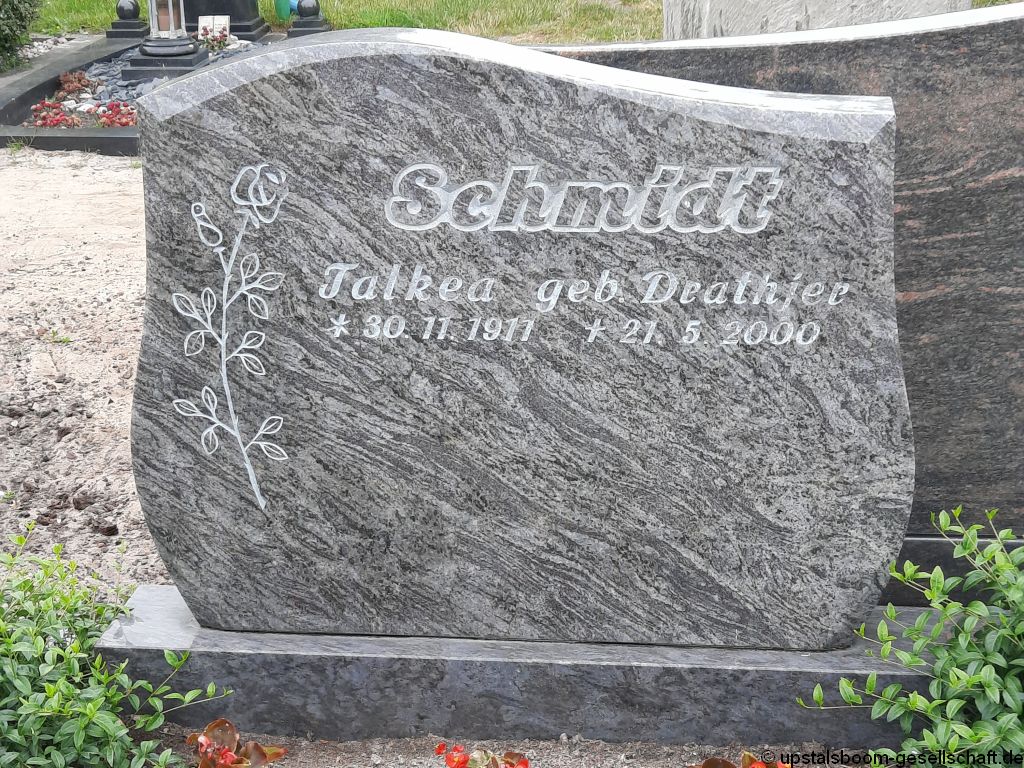 Schmidt
Talkea geb. Drathjer
* 30. 11. 1911 † 21. 5. 2000
© upstalsboom-gesellschaft.de